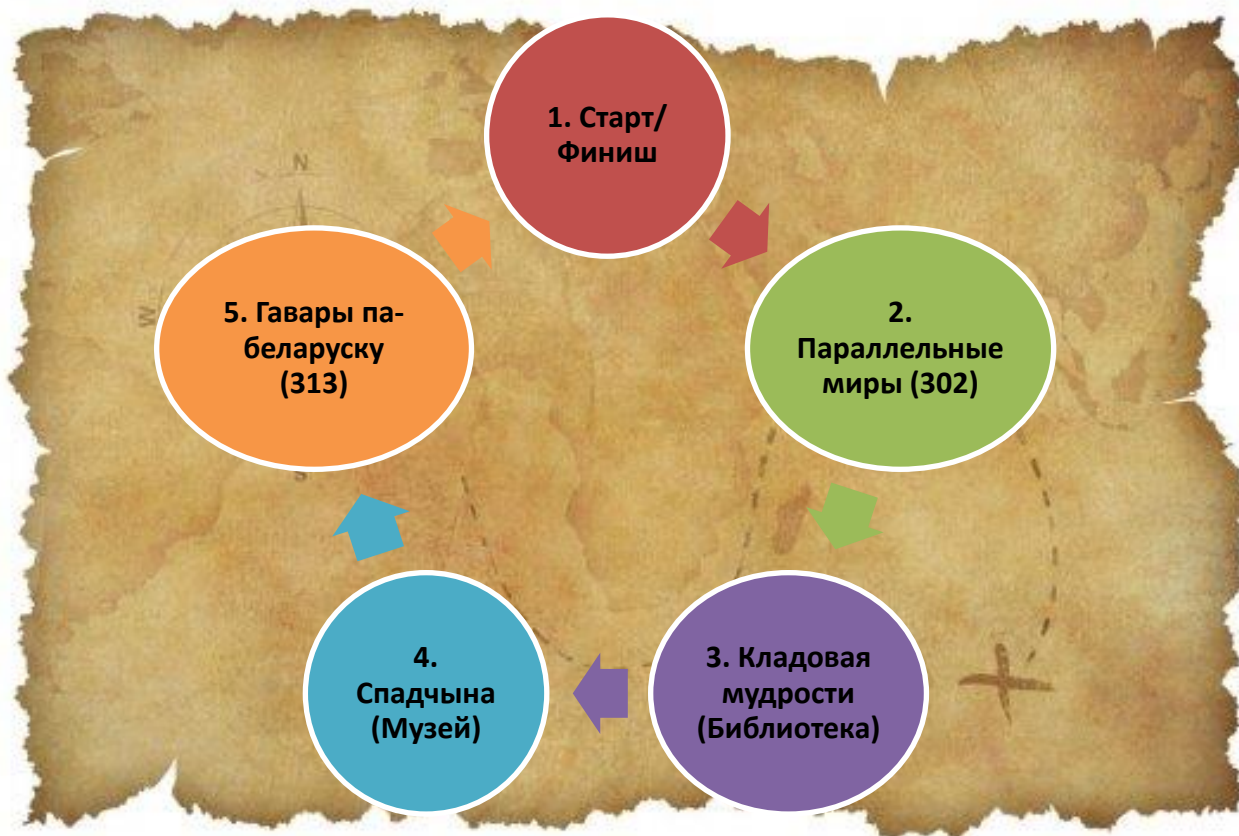 1. Старт/
Финиш
N
5. Гавары па-
беларуску
(313)
2.
Параллельные
миры (302)
W
S
4.
Спадчына
(Музей)
3. Кладовая
мудрости
(Библиотека)